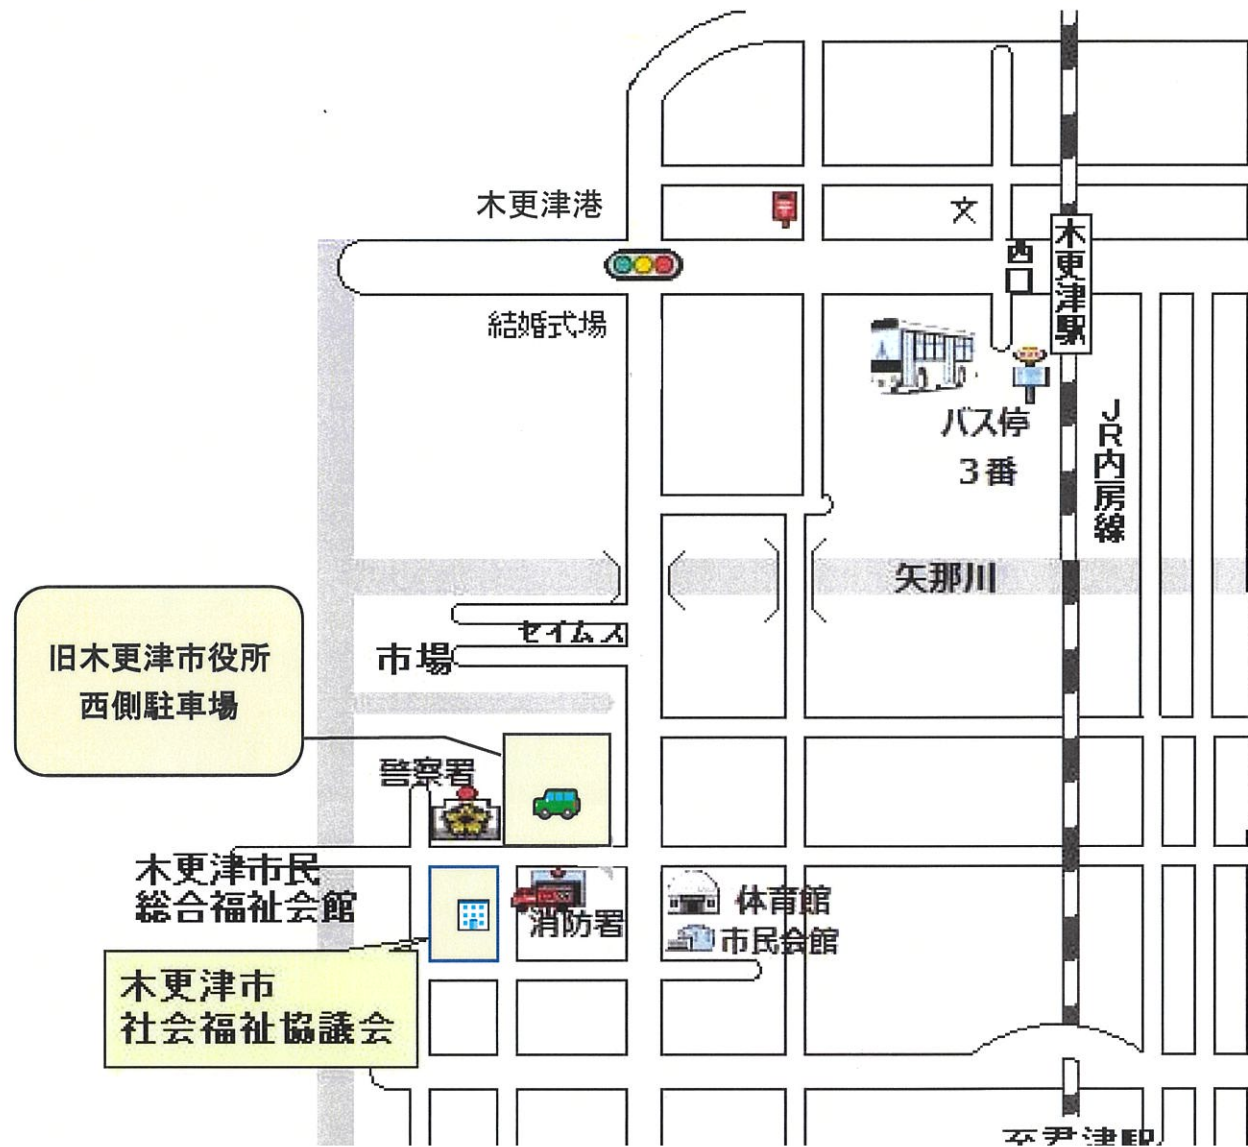 木更津港
〒
文
西口
木更津駅
結婚式場
バス停
3番
JR内房線
矢那川
セイムス
市場
旧木更津市役所
西側駐車場
警察署
木更津市民
総合福祉会館
消防署
体育館
市民会館
木更津市
社会福祉協議会
至君津駅